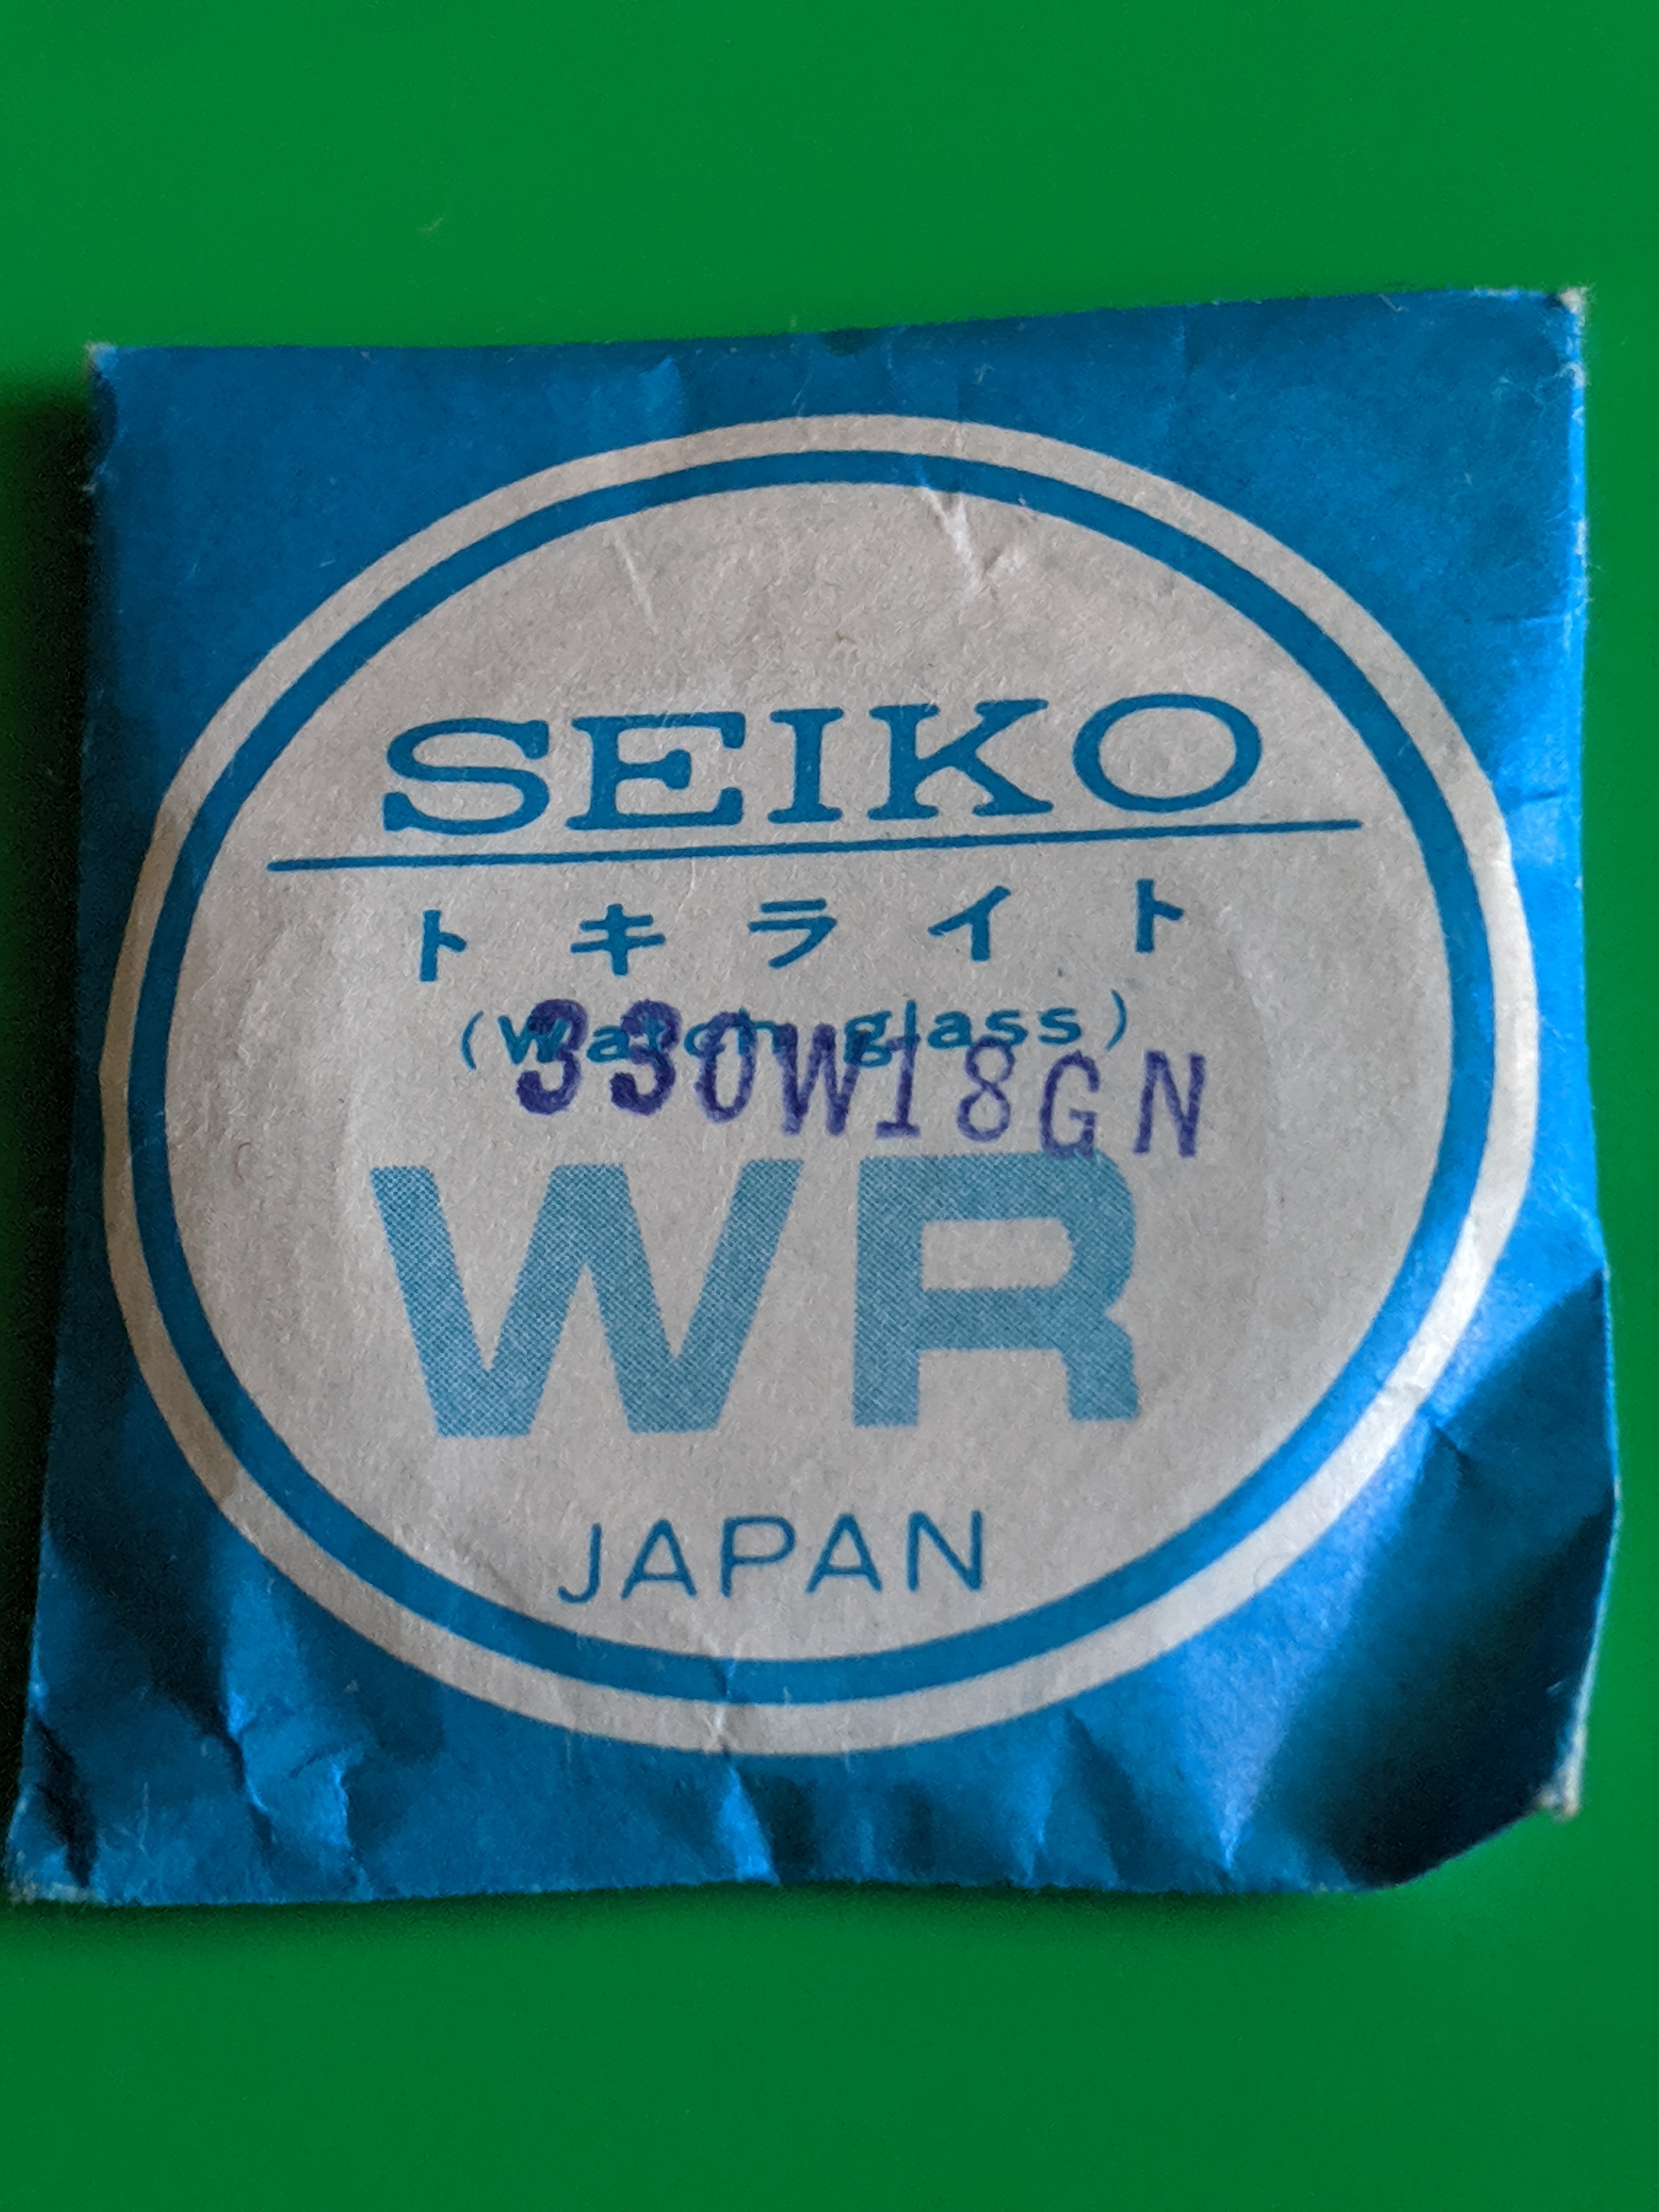 SEIKO
トキライト
(watch glass)
330W18GN
WR
JAPAN